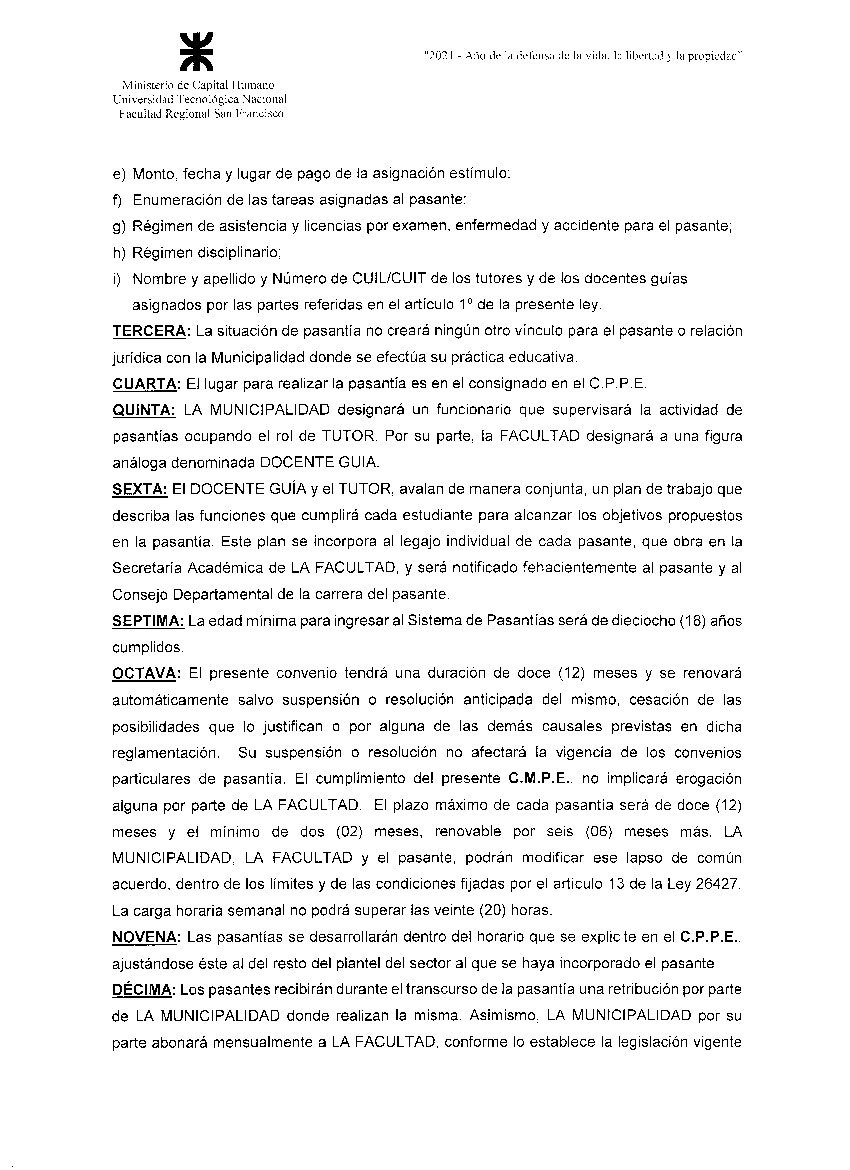 "2021 - Año de la defensa de la vida, la libertad y la propiedad"
Ministerio de Capital Humano
Universidad Tecnológica Nacional
Facultad Regional San Francisco
e) Monto, fecha y lugar de pago de la asignación estímulo;
f) Enumeración de las tareas asignadas al pasante;
g) Régimen de asistencia y licencias por examen, enfermedad y accidente para el pasante;
h) Régimen disciplinario;
i) Nombre y apellido y Número de CUIL/CUIT de los tutores y de los docentes guías
asignados por las partes referidas en el artículo 1º de la presente ley.
TERCERA: La situación de pasantía no creará ningún otro vínculo para el pasante o relación
jurídica con la Municipalidad donde se efectúa su práctica educativa.
CUARTA: El lugar para realizar la pasantía es en el consignado en el C.P.P.E.
QUINTA: LA MUNICIPALIDAD designará un funcionario que supervisará la actividad de
pasantías ocupando el rol de TUTOR. Por su parte, la FACULTAD designará a una figura
análoga denominada DOCENTE GUIA.
SEXTA: El DOCENTE GUÍA y el TUTOR, avalan de manera conjunta, un plan de trabajo que
describa las funciones que cumplirá cada estudiante para alcanzar los objetivos propuestos
en la pasantía. Este plan se incorpora al legajo individual de cada pasante, que obra en la
Secretaría Académica de LA FACULTAD, y será notificado fehacientemente al pasante y al
Consejo Departamental de la carrera del pasante.
SEPTIMA: La edad mínima para ingresar al Sistema de Pasantías será de dieciocho (18) años
cumplidos.
OCTAVA: El presente convenio tendrá una duración de doce (12) meses y se renovará
automáticamente salvo suspensión o resolución anticipada del mismo, cesación de las
posibilidades que lo justifican o por alguna de las demás causales previstas en dicha
reglamentación. Su suspensión o resolución no afectará la vigencia de los convenios
particulares de pasantía. El cumplimiento del presente C.M.P.E., no implicará erogación
alguna por parte de LA FACULTAD. El plazo máximo de cada pasantía será de doce (12)
meses y el mínimo de dos (02) meses, renovable por seis (06) meses más. LA
MUNICIPALIDAD, LA FACULTAD y el pasante, podrán modificar ese lapso de común
acuerdo, dentro de los límites y de las condiciones fijadas por el articulo 13 de la Ley 26427.
La carga horaria semanal no podrá superar las veinte (20) horas.
NOVENA: Las pasantías se desarrollarán dentro del horario que se explicite en el C.P.P.E.,
ajustándose éste al del resto del plantel del sector al que se haya incorporado el pasante
DÉCIMA: Los pasantes recibirán durante el transcurso de la pasantía una retribución por parte
de LA MUNICIPALIDAD donde realizan la misma. Asimismo, LA MUNICIPALIDAD por su
parte abonará mensualmente a LA FACULTAD, conforme lo establece la legislación vigente